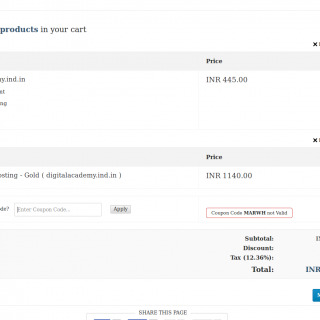 products in your cart
Price
y.ind.in
INR 445.00
Price
osting - Gold ( digitalacademy.ind.in )
INR 1140.00
de?
Enter Coupon Code...
Apply
Coupon Code MARWH not Valid
Subtotal:
Discount:
Tax (12.36%):
Total:
INR
SHARE THIS PAGE